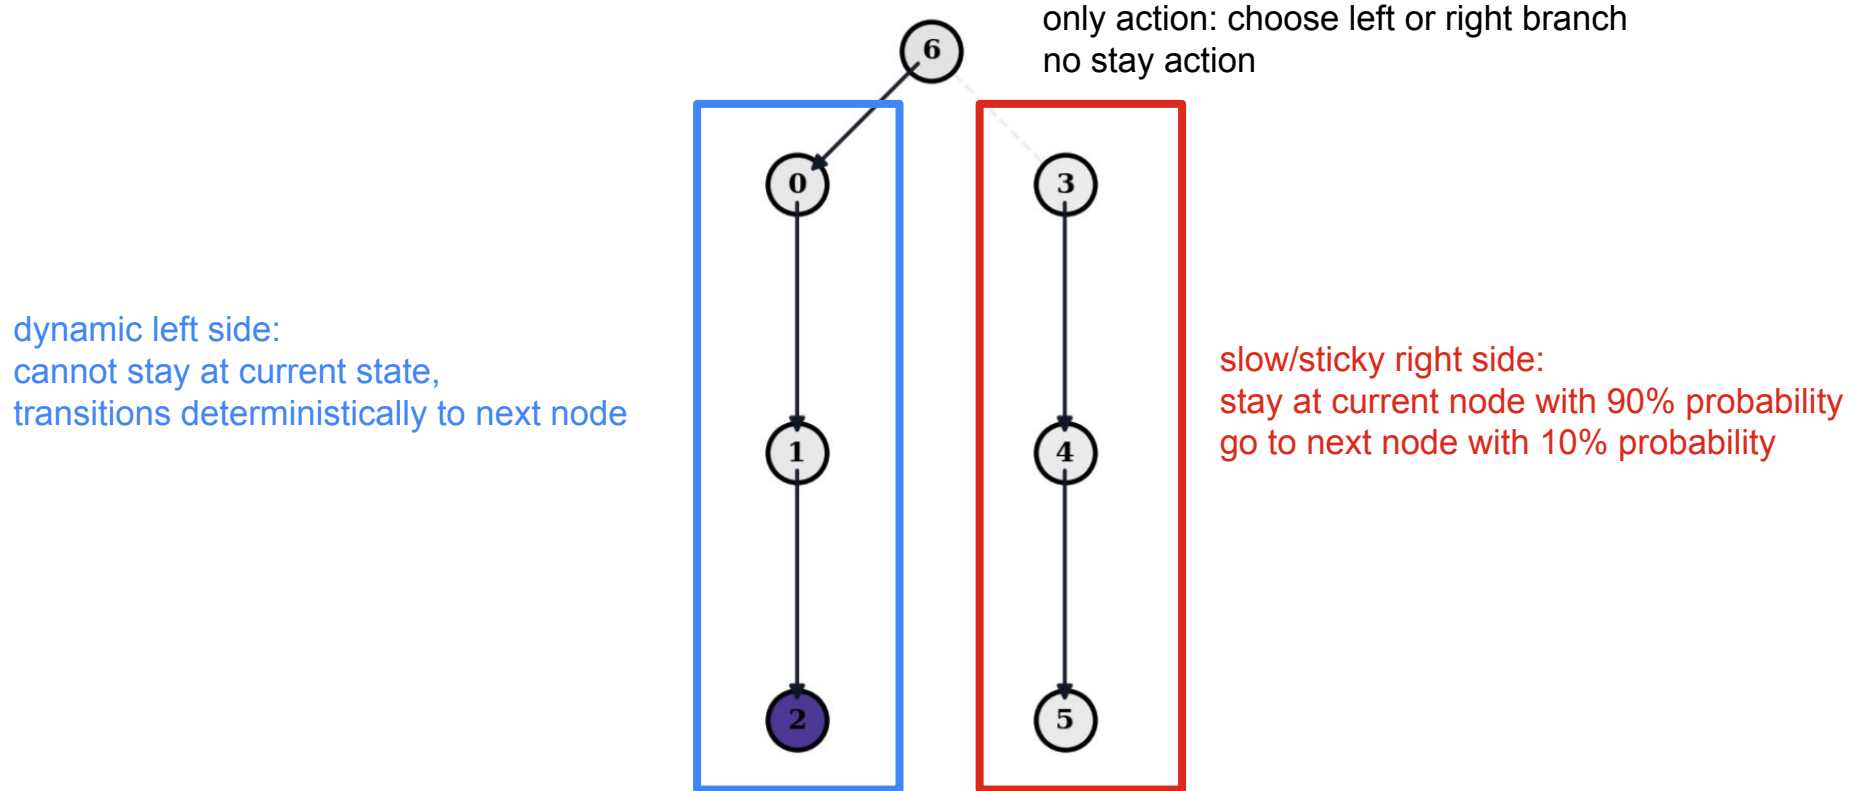 only action: choose left or right branch
no stay action
6
0
3
dynamic left side:
cannot stay at current state,
transitions deterministically to next node
slow/sticky right side:
stay at current node with 90% probability
go to next node with 10% probability
1
4
2
5